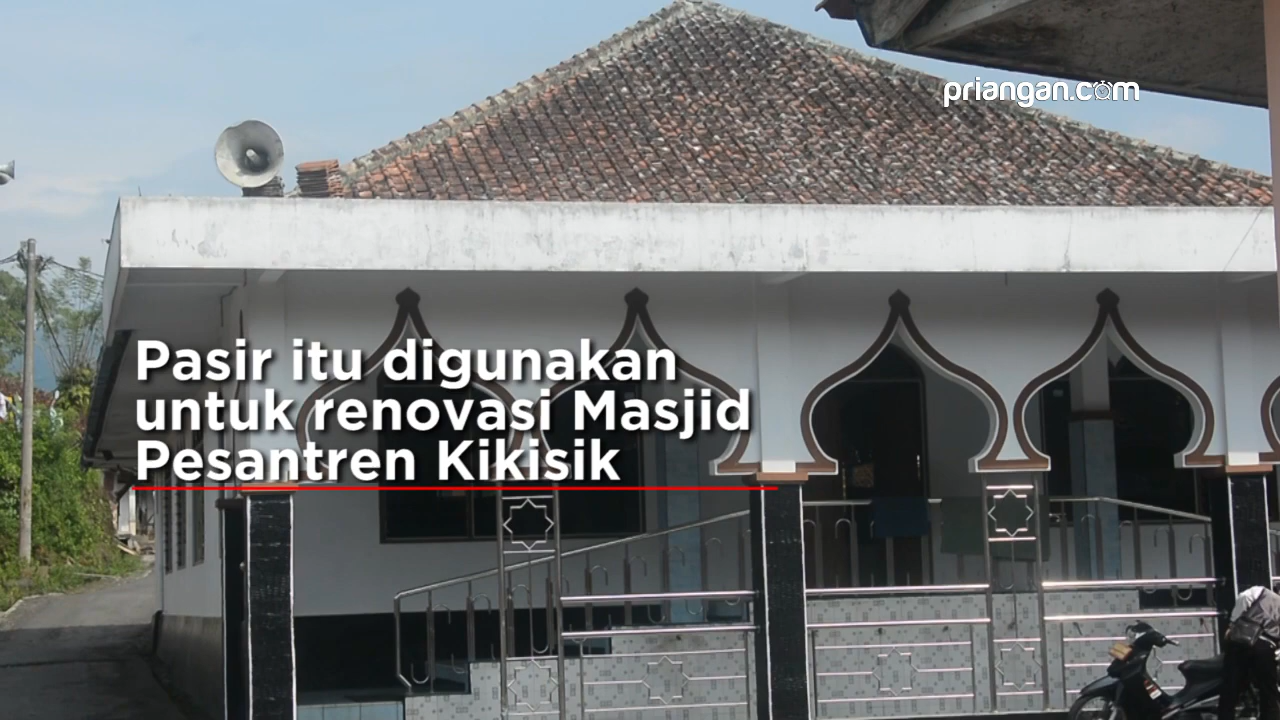 priangan.com
Pasir itu digunakan
untuk renovasi Masjid
Pesantren Kikisik